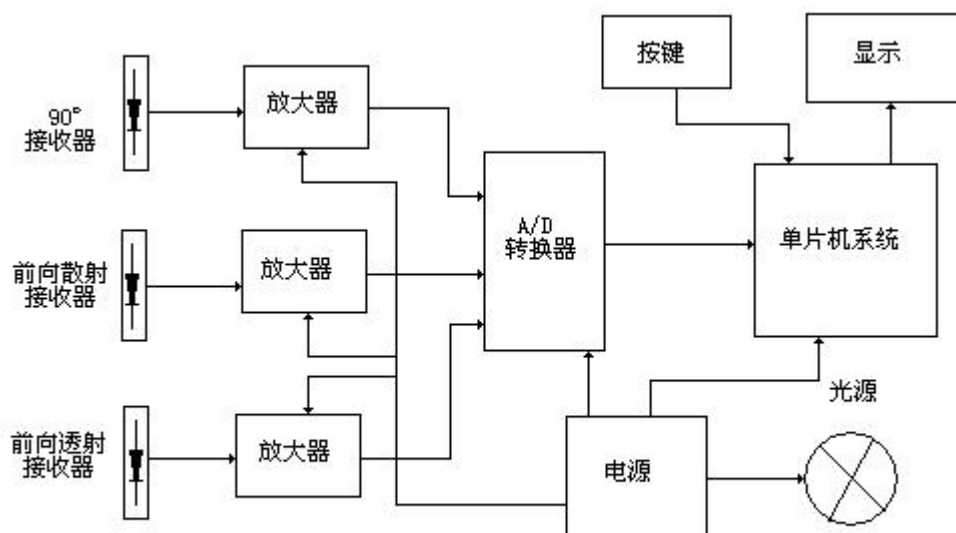 按键
显示
90°
接收器
放大器
A/D
转换器
单片机系统
前向散射
接收器
放大器
光源
前向透射
接收器
放大器
电源